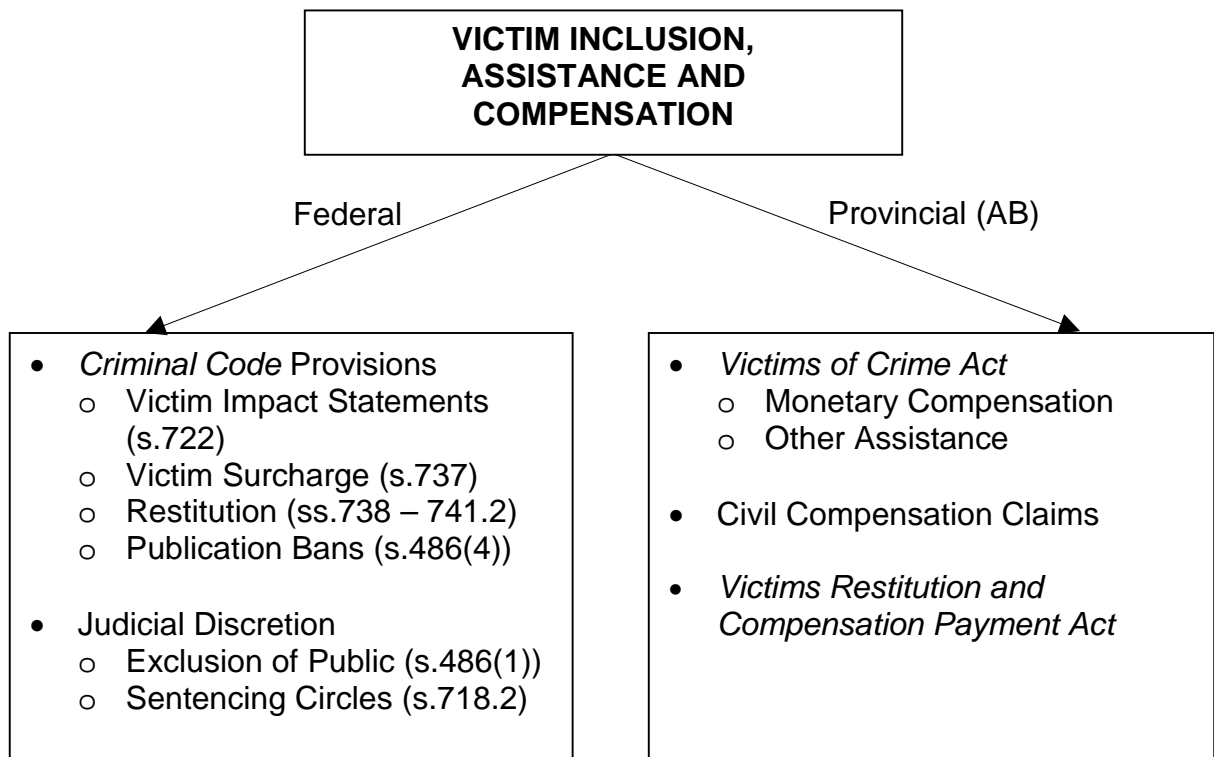 VICTIM INCLUSION,
ASSISTANCE AND
COMPENSATION
Federal
Provincial (AB)
• Criminal Code Provisions
o Victim Impact Statements
(s.722)
o Victim Surcharge (s.737)
o Restitution (ss.738 – 741.2)
o Publication Bans (s.486(4))
• Judicial Discretion
o Exclusion of Public (s.486(1))
o Sentencing Circles (s.718.2)
• Victims of Crime Act
o Monetary Compensation
o Other Assistance
• Civil Compensation Claims
• Victims Restitution and
Compensation Payment Act